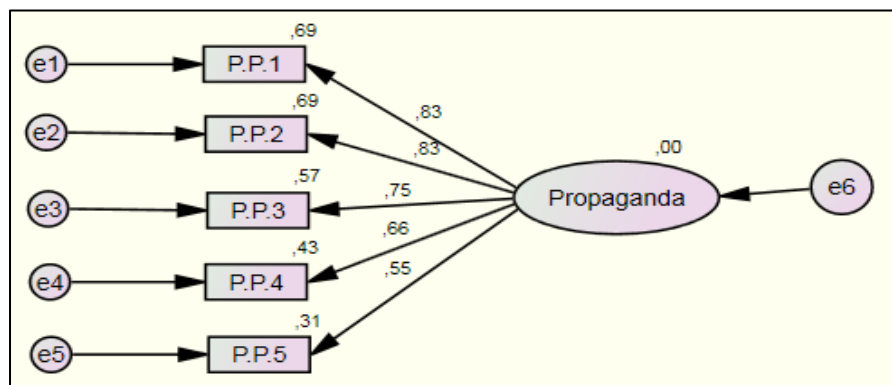 ,69
e1
P.P.1
,83
,69
e2
P.P.2
,83
,00
,57
e3
P.P.3
,75
Propaganda
e6
,43
e4
P.P.4
,66
,55
,31
e5
P.P.5